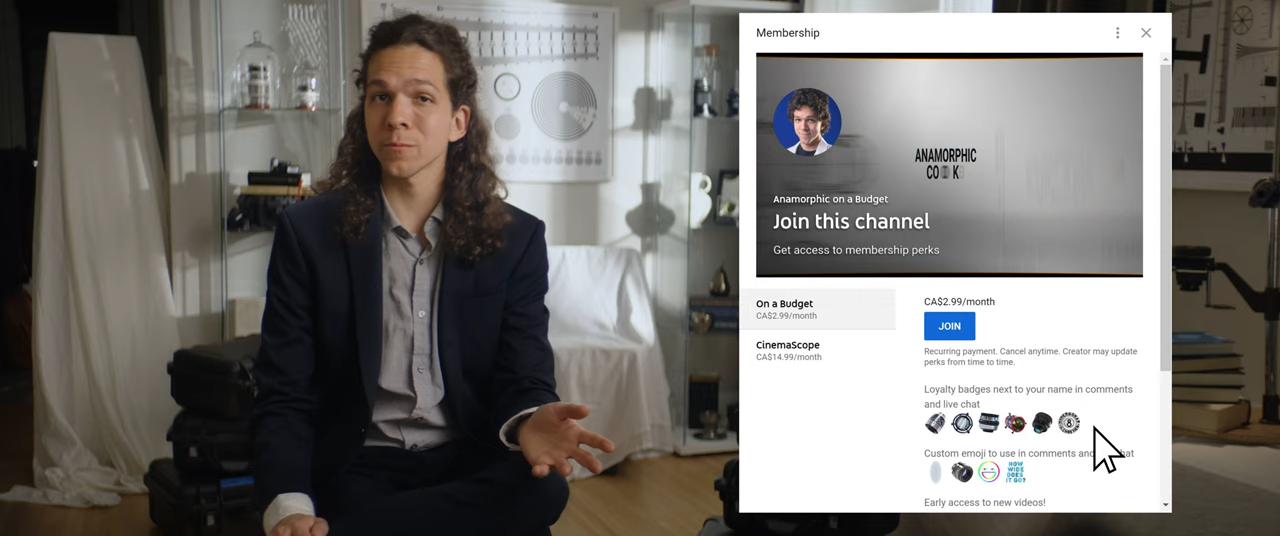 Membership
ANAMORPHIC
Anamorphic on a Budget
Join this channel
Get access to membership perks
On a Budget
CA$2.99/month
CinemaScope
CA$14.99/month
CA$2.99/month
JOIN
Recurring payment. Cancel anytime. Creator may update
perks from time to time.
Loyalty badges next to your name in comments
and live chat
Custom emoji to use in comments and
HOW
WIDE
DOES
IT GO?
Early access to new videos!